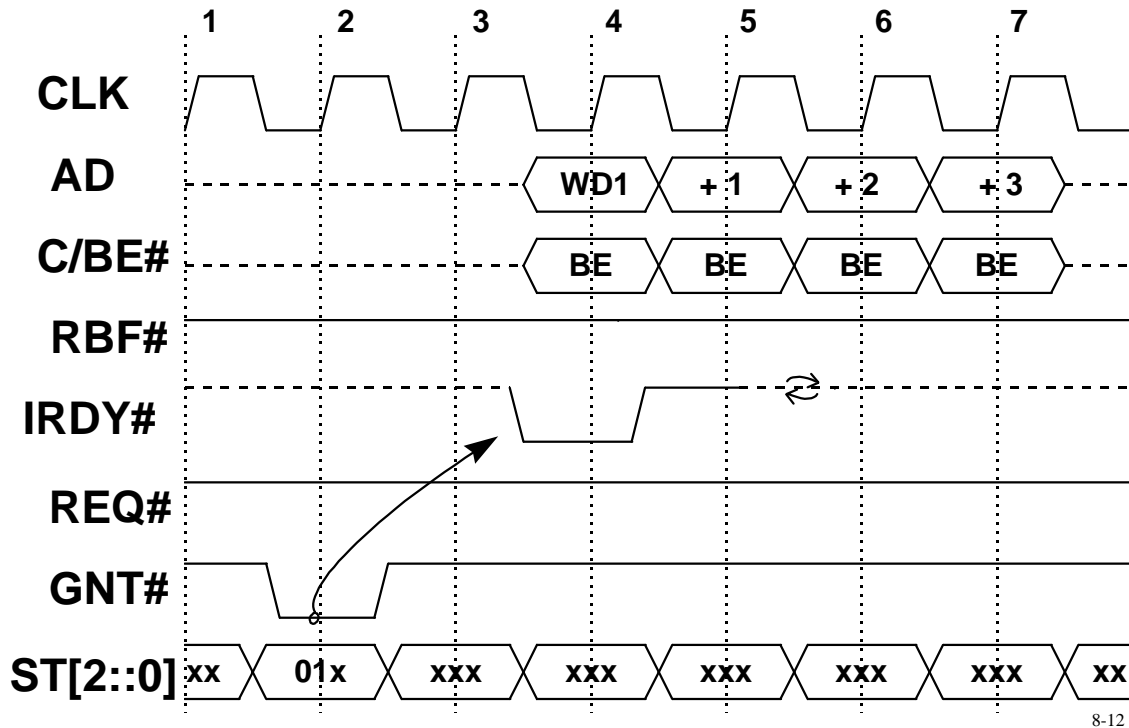 1 2 3 4 5 6 7
CLK
AD WD1 + 1 + 2 + 3
C/BE# BE BE BE BE
RBF#
IRDY#
REQ#
GNT#
ST[2::0] xx 01x xxx xxx xxx xxx xxx xx
8-12